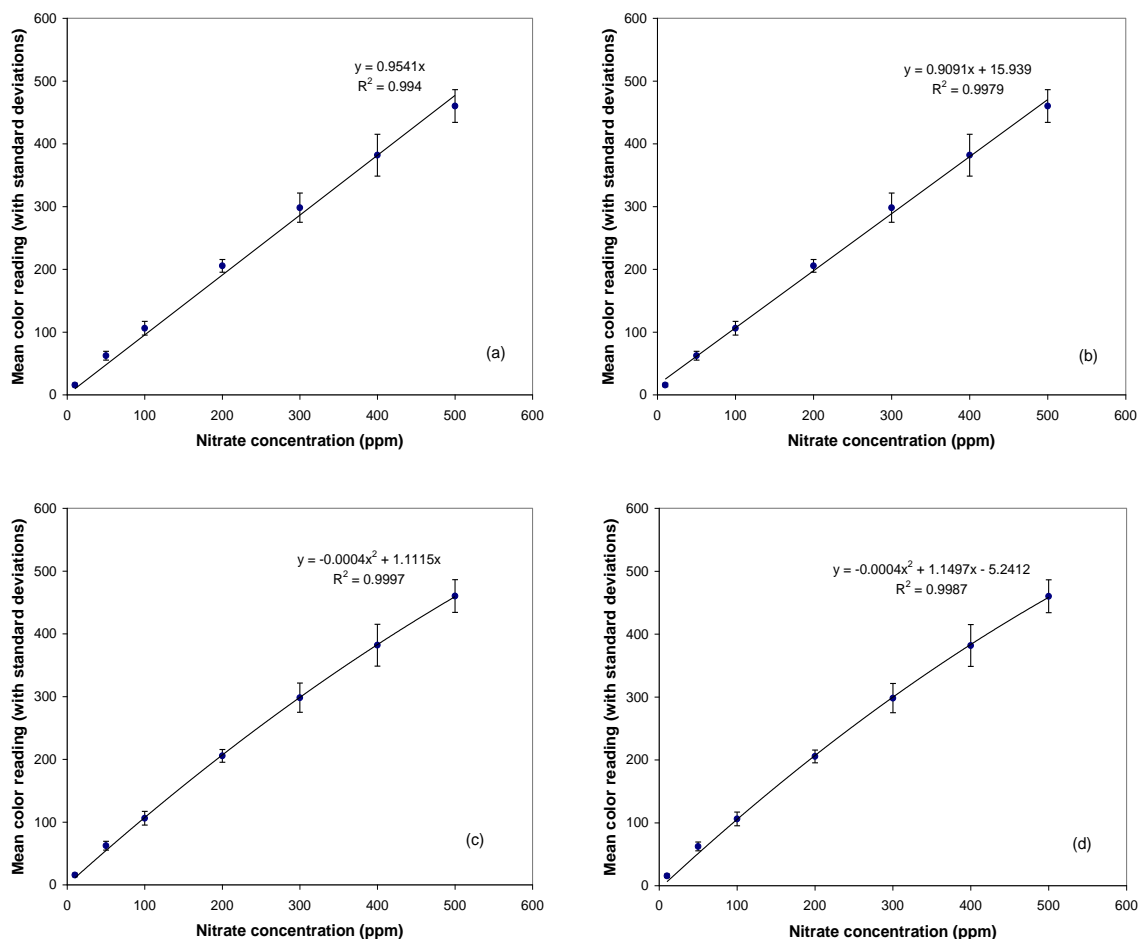 600
500
400
300
200
100
0
Mean color reading (with standard deviations)
y = 0.9541x
R² = 0.994
(a)
0 100 200 300 400 500 600
Nitrate concentration (ppm)
600
500
400
300
200
100
0
Mean color reading (with standard deviations)
y = 0.9091x + 15.939
R² = 0.9979
(b)
0 100 200 300 400 500 600
Nitrate concentration (ppm)
600
500
400
300
200
100
0
Mean color reading (with standard deviations)
y = -0.0004x² + 1.1115x
R² = 0.9997
(c)
0 100 200 300 400 500 600
Nitrate concentration (ppm)
600
500
400
300
200
100
0
Mean color reading (with standard deviations)
y = -0.0004x² + 1.1497x - 5.2412
R² = 0.9987
(d)
0 100 200 300 400 500 600
Nitrate concentration (ppm)